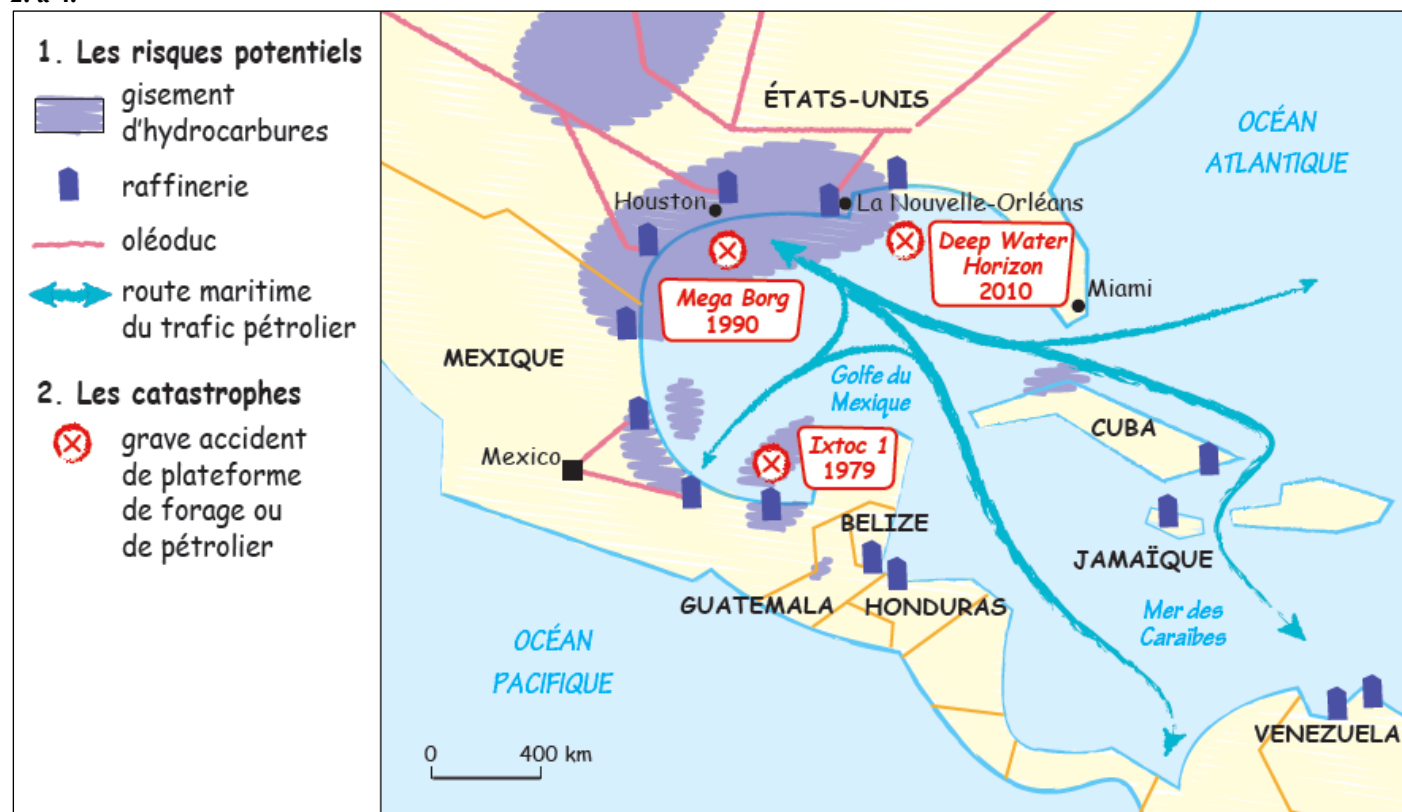 2. à 4.
1. Les risques potentiels
gisement
d'hydrocarbures
raffinerie
oléoduc
route maritime
du trafic pétrolier
2. Les catastrophes
grave accident
de plateforme
de forage ou
de pétrolier
ÉTATS-UNIS
OCÉAN
ATLANTIQUE
Houston
La Nouvelle-Orléans
Deep Water
Horizon
2010
Mega Borg
1990
Miami
MEXIQUE
Golfe du
Mexique
CUBA
Mexico
Ixtoc 1
1979
BELIZE
JAMAÏQUE
GUATEMALA
HONDURAS
Mer des
Caraïbes
OCÉAN
PACIFIQUE
VENEZUELA
0 400 km